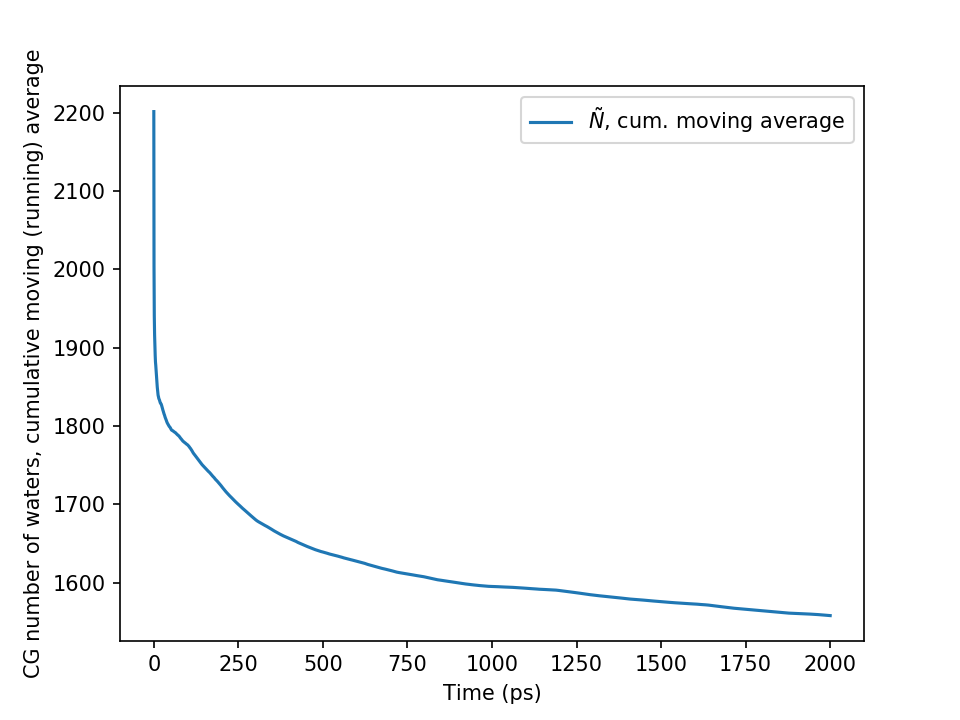 CG number of waters, cumulative moving (running) average
2200
2100
2000
1900
1800
1700
1600
Ñ, cum. moving average
0 250 500 750 1000 1250 1500 1750 2000
Time (ps)